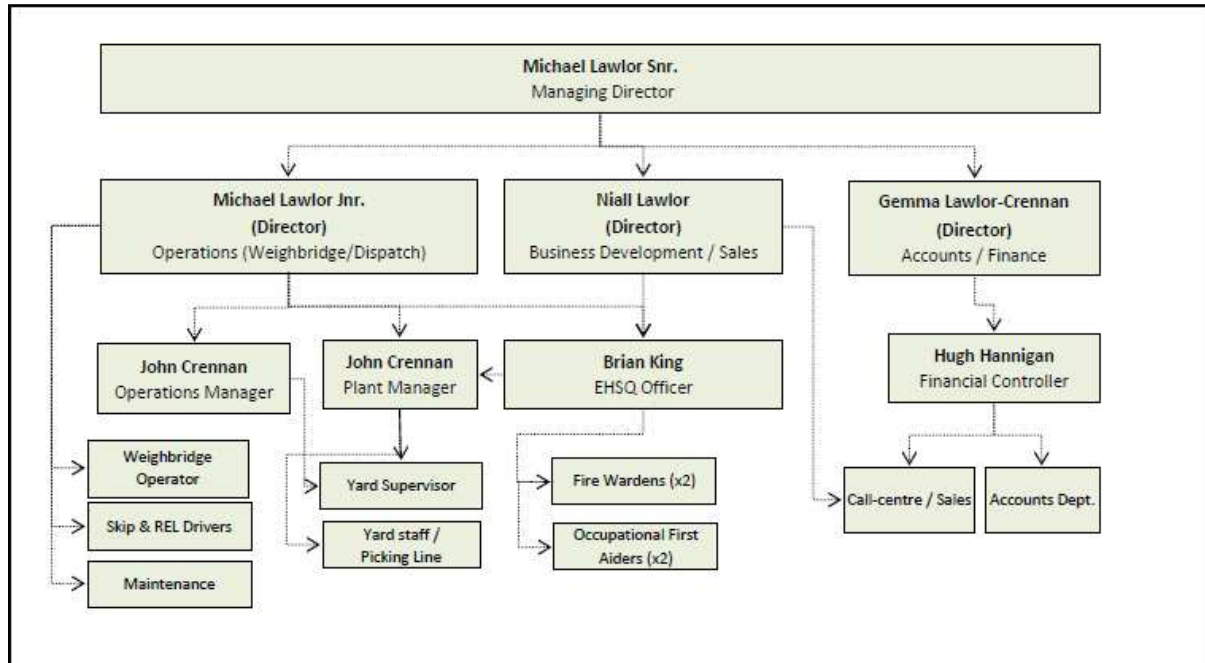 Michael Lawlor Snr.
Managing Director
Michael Lawlor Jnr.
(Director)
Operations (Weighbridge/Dispatch)
Niall Lawlor
(Director)
Business Development / Sales
Gemma Lawlor-Crennan
(Director)
Accounts / Finance
John Crennan
Operations Manager
John Crennan
Plant Manager
Brian King
EHSQ Officer
Hugh Hannigan
Financial Controller
Weighbridge
Operator
Skip & REL Drivers
Maintenance
Yard Supervisor
Yard staff /
Picking Line
Fire Wardens (x2)
Occupational First
Aiders (x2)
Call-centre / Sales
Accounts Dept.